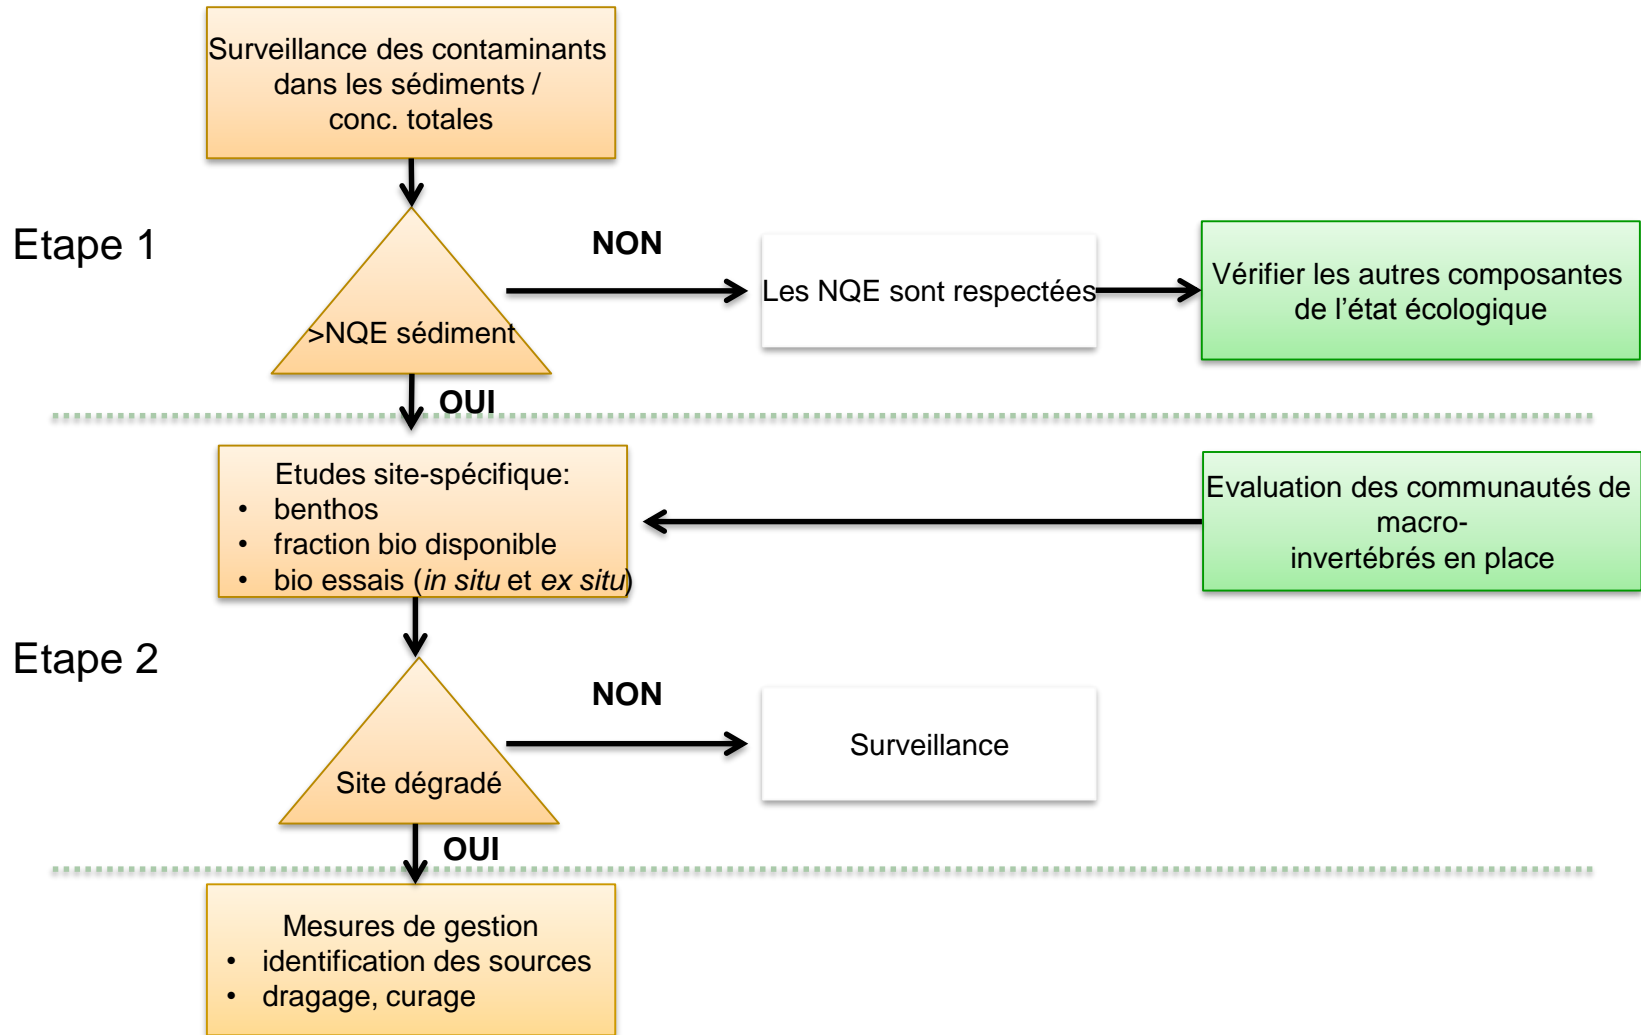 Surveillance des contaminants
dans les sédiments /
conc. totales
Etape 1
>NQE sédiment
NON
Les NQE sont respectées
Vérifier les autres composantes
de l'état écologique
OUI
Etudes site-spécifique:
• benthos
• fraction bio disponible
• bio essais (in situ et ex situ)
Evaluation des communautés de
macro-
invertébrés en place
Etape 2
Site dégradé
NON
Surveillance
OUI
Mesures de gestion
• identification des sources
• dragage, curage